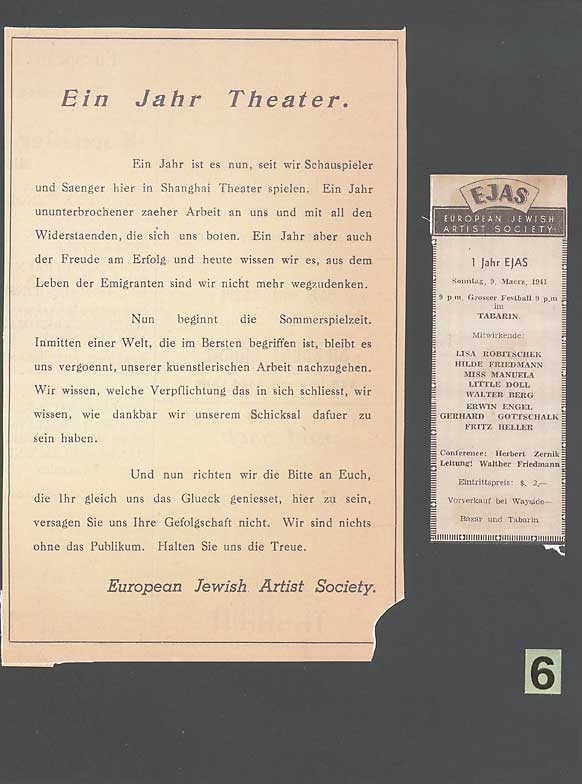 Ein Jahr Theater.
Ein Jahr ist es nun, seit wir Schauspieler
und Saenger hier in Shanghai Theater spielen. Ein Jahr
ununterbrochener zaeher Arbeit an uns und mit all den
Widerstaenden, die sich uns boten. Ein Jahr aber auch
der Freude am Erfolg und heute wissen wir es, aus dem
Leben der Emigranten sind wir nicht mehr wegzudenken.
Nun beginnt die Sommerspielzeit.
Inmitten einer Welt, die im Bersten begriffen ist, bleibt es
uns vergoennt, unserer kuenstlerischen Arbeit nachzugehen.
Wir wissen, welche Verpflichtung das in sich schliesst, wir
wissen, wie dankbar wir unserem Schicksal dafuer zu
sein haben.
Und nun richten wir die Bitte an Euch,
die Ihr gleich uns das Glueck geniesset, hier zu sein,
versagen Sie uns Ihre Gefolgschaft nicht. Wir sind nichts
ohne das Publikum. Halten Sie uns die Treue.
European Jewish Artist Society.
EJAS
EUROPEAN JEWISH
ARTIST SOCIETY
1 Jahr EJAS
Sonntag, 9. Maerz, 1941
9 p.m. Grosser Festball 9 p.m
im
TABARIN.
Mitwirkende:
LISA ROBITSCHEK
HILDE FRIEDMANN
MISS MANUELA
LITTLE DOLL
WALTER BERG
ERWIN ENGEL
GERHARD GOTTSCHALK
FRITZ HELLER
Conference: Herbert Zernik
Leitung: Walther Friedmann
Eintrittspreis: $. 2,—
Vorverkauf bei Wayside—
Bazar und Tabarin
6